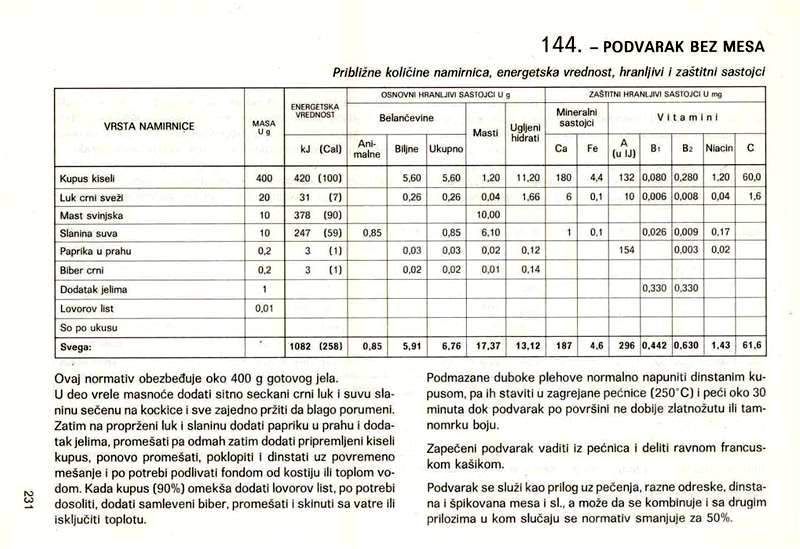 144. – PODVARAK BEZ MESA
Približne količine namirnica, energetska vrednost, hranljivi i zaštitni sastojci
VRSTA NAMIRNICE MASA U g ENERGETSKA VREDNOST OSNOVNI HRANLJIVI SASTOJCI U g ZAŠTITNI HRANLJIVI SASTOJCI U mg
Belančevine Masti Ugljeni hidrati Mineralni sastojci Vitamini
kJ (Cal) Ani-malne Biljne Ukupno Ca Fe A (u IJ) B1 B2 Niacin C
Kupus kiseli 400 420 (100) 5,60 5,60 1,20 11,20 180 4,4 132 0,080 0,280 1,20 60,0
Luk crni sveži 20 31 (7) 0,26 0,26 0,04 1,66 6 0,1 10 0,006 0,008 0,04 1,6
Mast svinjska 10 378 (90) 10,00
Slanina suva 10 247 (59) 0,85 0,85 6,10 1 0,1 0,026 0,009 0,17
Paprika u prahu 0,2 3 (1) 0,03 0,03 0,02 0,12 154 0,003 0,02
Biber crni 0,2 3 (1) 0,02 0,02 0,01 0,14
Dodatak jelima 1 0,330 0,330
Lovorov list 0,01
So po ukusu
Svega: 1082 (258) 0,85 5,91 6,76 17,37 13,12 187 4,6 296 0,442 0,630 1,43 61,6
Ovaj normativ obezbeđuje oko 400 g gotovog jela.
U deo vrele masnoće dodati sitno seckani crni luk i suvu sla-
ninu sečenu na kockice i sve zajedno pržiti da blago porumeni.
Zatim na proprženi luk i slaninu dodati papriku u prahu i doda-
tak jelima, promešati pa odmah zatim dodati pripremljeni kiseli
kupus, ponovo promešati, poklopiti i dinstati uz povremeno
mešanje i po potrebi podlivati fondom od kostiju ili toplom vo-
dom. Kada kupus (90%) omekša dodati lovorov list, po potrebi
dosoliti, dodati samleveni biber, promešati i skinuti sa vatre ili
isključiti toplotu.
Podmazane duboke plehove normalno napuniti dinstanim ku-
pusom, pa ih staviti u zagrejane pećnice (250°C) i peći oko 30
minuta dok podvarak po površini ne dobije zlatnožutu ili tam-
nomrku boju.
Zapečeni podvarak vaditi iz pećnica i deliti ravnom francus-
kom kašikom.
Podvarak se služi kao prilog uz pečenja, razne odreske, dinsta-
na i špikovana mesa i sl., a može da se kombinuje i sa drugim
prilozima u kom slučaju se normativ smanjuje za 50%.
231